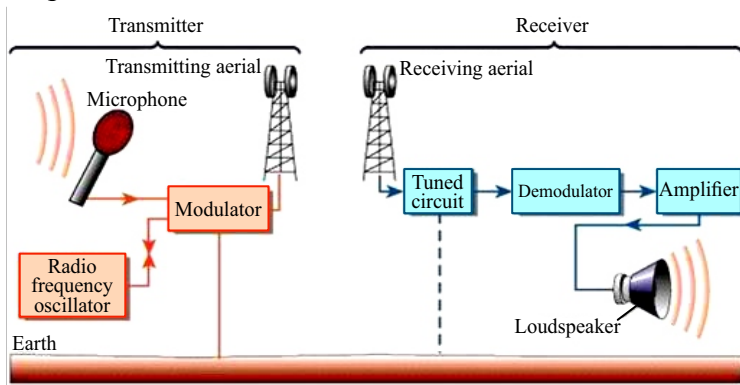 Transmitter
Receiver
Transmitting aerial
Receiving aerial
Microphone
Modulator
Tuned
circuit
Demodulator
Amplifier
Radio
frequency
oscillator
Loudspeaker
Earth